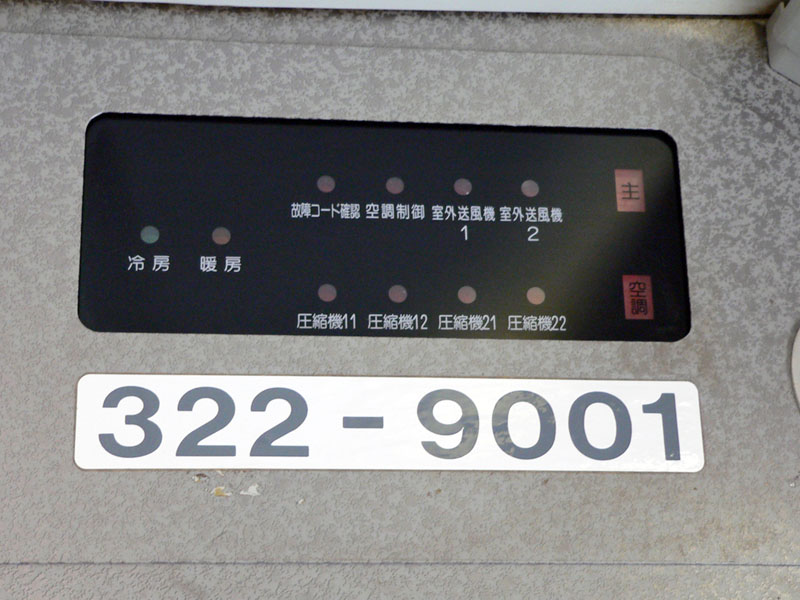 主
故障コード確認 空調制御 室外送風機1 室外送風機2
冷房 暖房
空調
圧縮機11 圧縮機12 圧縮機21 圧縮機22
322-9001